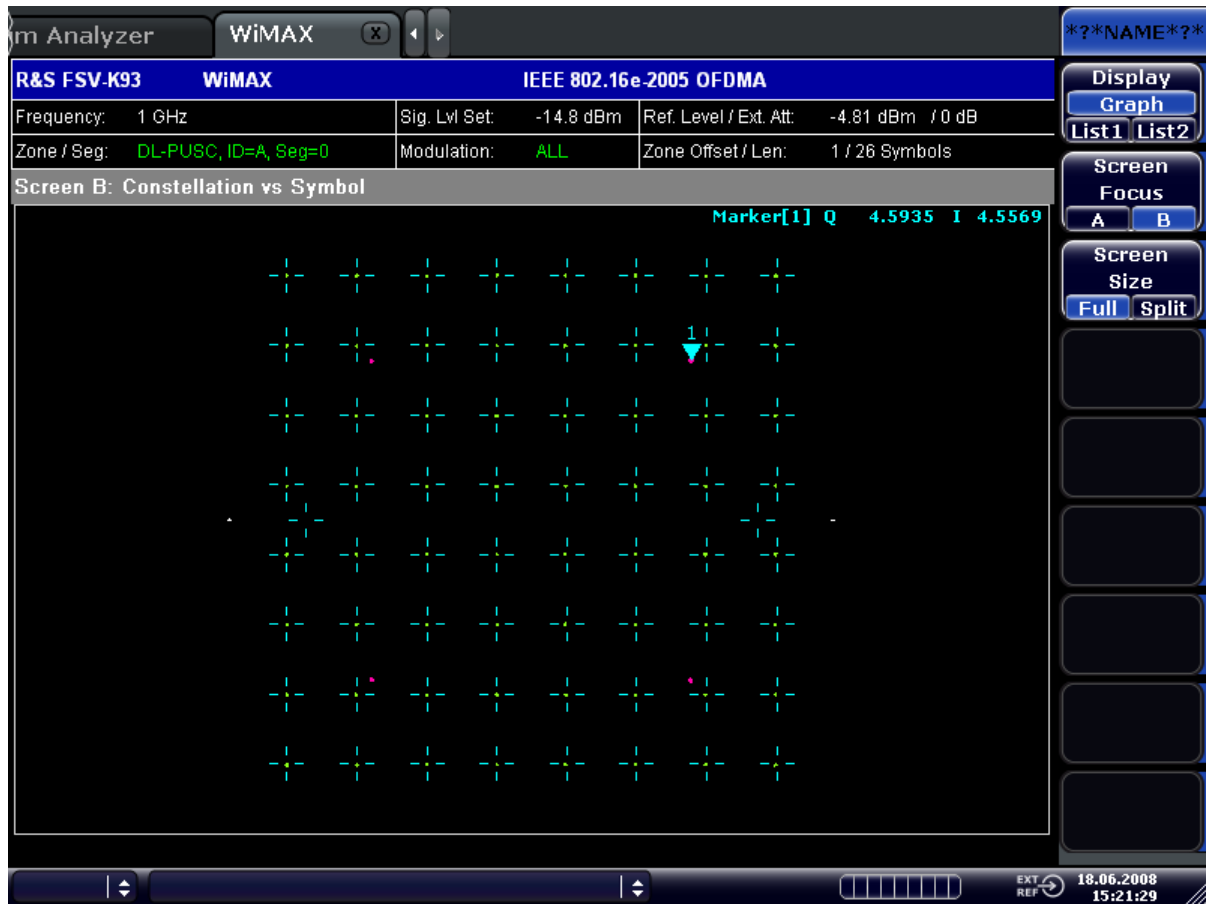 m Analyzer WiMAX X *?*NAME*?*
R&S FSV-K93 WiMAX IEEE 802.16e-2005 OFDMA
Frequency: 1 GHz Sig. Lvl Set: -14.8 dBm Ref. Level / Ext. Att: -4.81 dBm / 0 dB
Zone / Seg: DL-PUSC, ID=A, Seg=0 Modulation: ALL Zone Offset / Len: 1 / 26 Symbols
Screen B: Constellation vs Symbol
Marker[1] Q 4.5935 I 4.5569
1
Display
Graph
List1 List2
Screen
Focus
A B
Screen
Size
Full Split
EXT
REF
18.06.2008
15:21:29